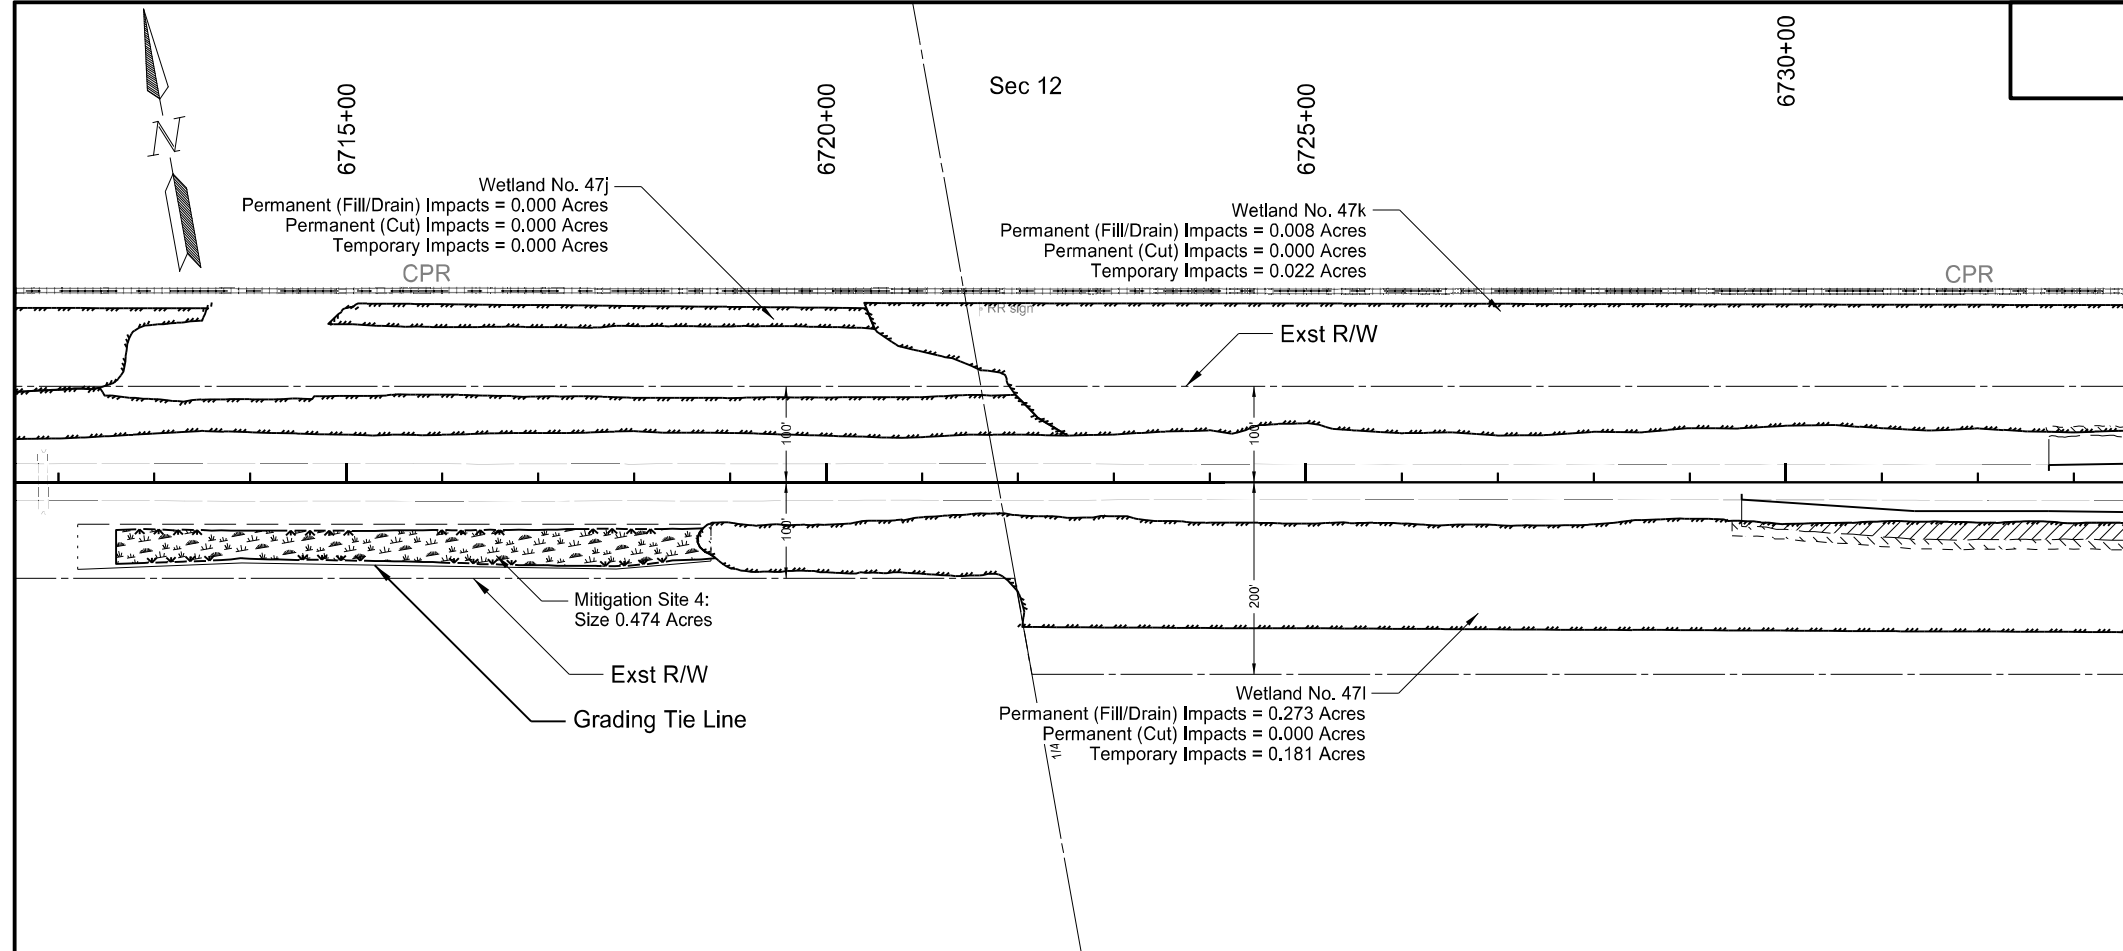 6730+00
Sec 12
6715+00
6720+00
6725+00
N
Wetland No. 47j
Permanent (Fill/Drain) Impacts = 0.000 Acres
Permanent (Cut) Impacts = 0.000 Acres
Temporary Impacts = 0.000 Acres
Wetland No. 47k
Permanent (Fill/Drain) Impacts = 0.008 Acres
Permanent (Cut) Impacts = 0.000 Acres
Temporary Impacts = 0.022 Acres
CPR
CPR
RR sign
Exst R/W
100'
100'
100'
200'
Mitigation Site 4:
Size 0.474 Acres
Exst R/W
Grading Tie Line
Wetland No. 47l
Permanent (Fill/Drain) Impacts = 0.273 Acres
Permanent (Cut) Impacts = 0.000 Acres
Temporary Impacts = 0.181 Acres
1/4